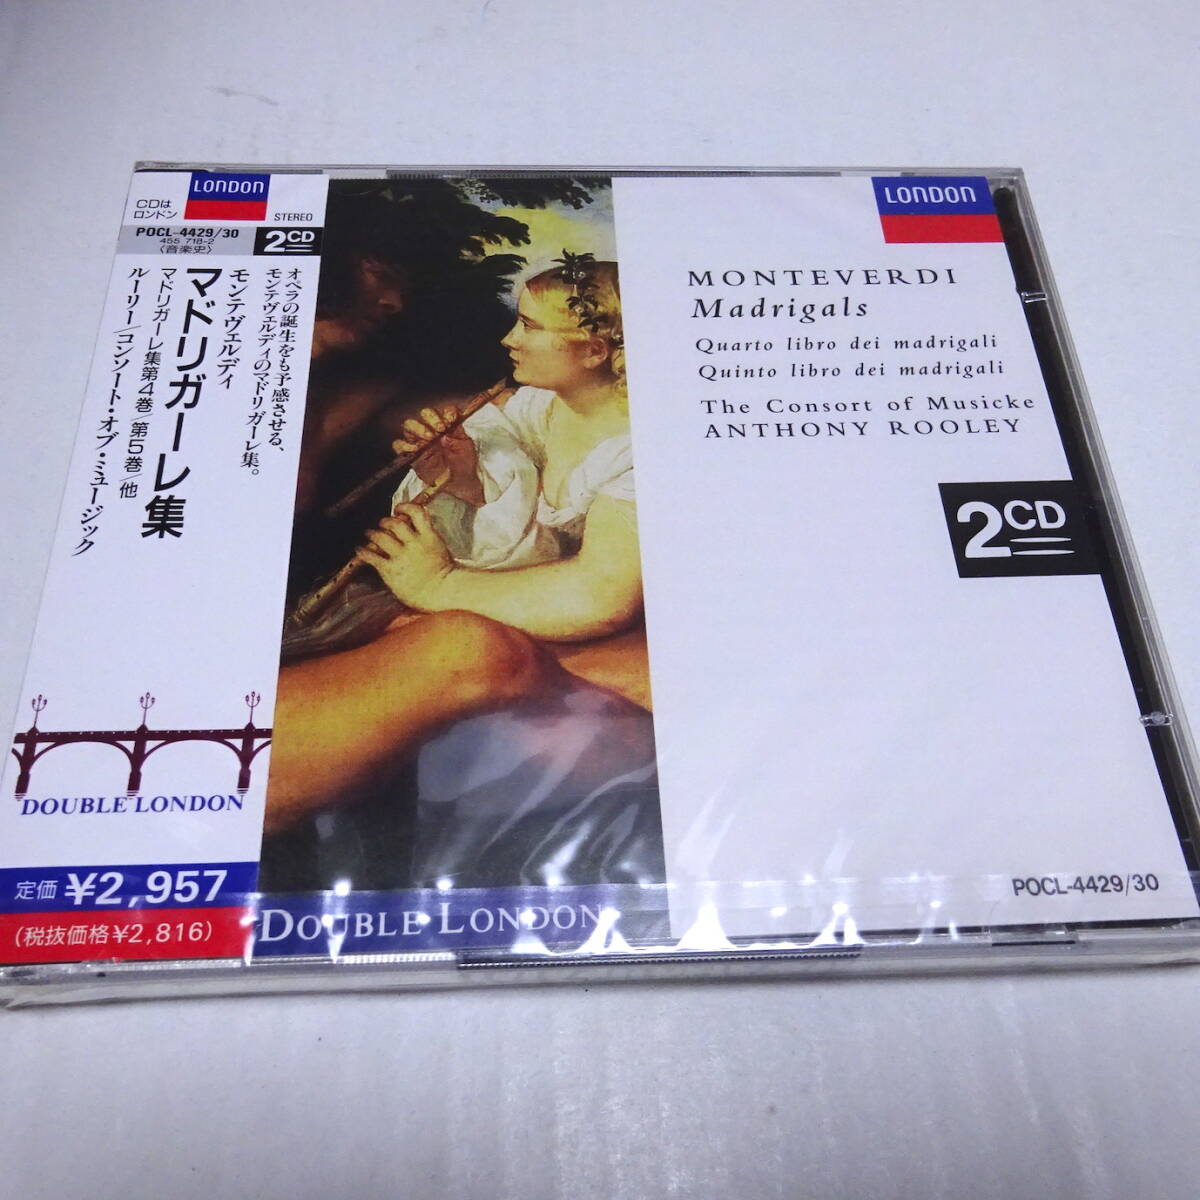 CDは
ロンドン
LONDON
STEREO
POCL-4429/30
455 718-2
〈音楽史〉
2CD
オペラの誕生をも予感させる、
モンテヴェルディのマドリガーレ集。
モンテヴェルディ
マドリガーレ集
マドリガーレ集第4巻/第5巻/他
ルーリー/コンソート・オブ・ミュージック
DOUBLE LONDON
定価 ¥2,957
(税抜価格¥2,816)
LONDON
MONTEVERDI
Madrigals
Quarto libro dei madrigali
Quinto libro dei madrigali
The Consort of Musicke
ANTHONY ROOLEY
2CD
POCL-4429/30
DOUBLE LONDON